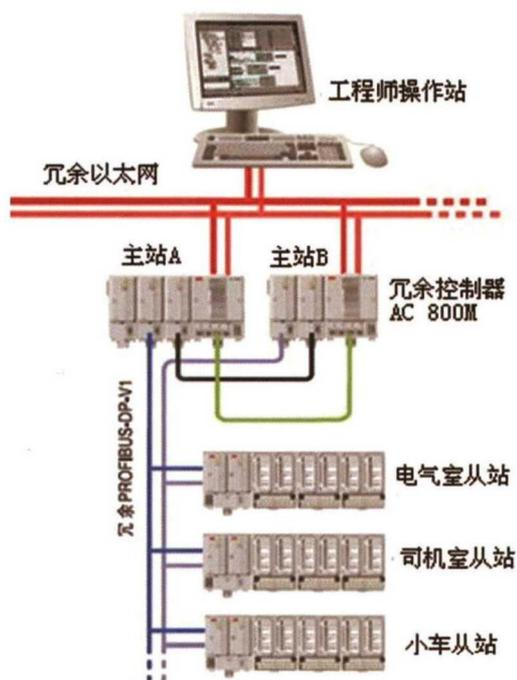 工程师操作站
冗余以太网
主站A
主站B
冗余控制器
AC 800M
冗余PROFIBUS-DP-V1
电气室从站
司机室从站
小车从站